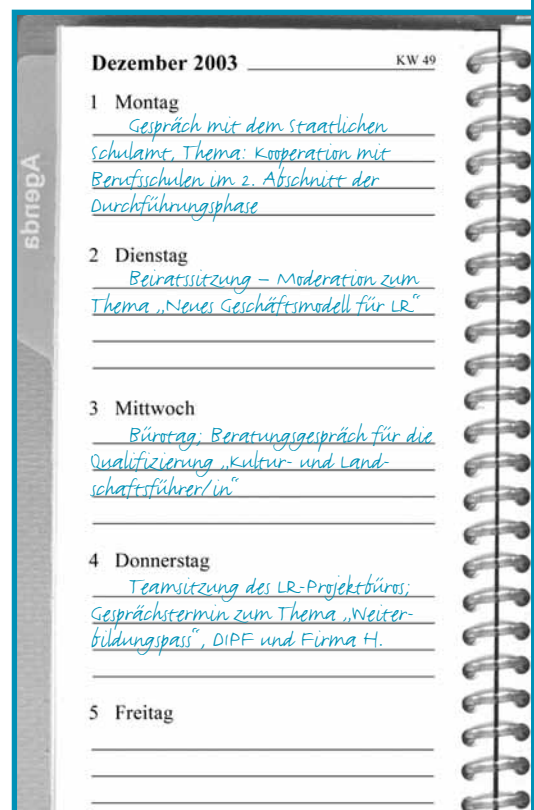 Dezember 2003
KW 49
1 Montag
Gespräch mit dem Staatlichen
Schulamt, Thema: Kooperation mit
Berufsschulen im 2. Abschnitt der
Durchführungsphase
2 Dienstag
Beiratssitzung – Moderation zum
Thema „Neues Geschäftsmodell für LR“
3 Mittwoch
Bürotag; Beratungsgespräch für die
Qualifizierung „Kultur- und Land-
schaftsführer/in“
4 Donnerstag
Teamsitzung des LR-Projektbüros;
Gesprächstermin zum Thema „Weiter-
bildungspass“, DIPF und Firma H.
5 Freitag
Agenda